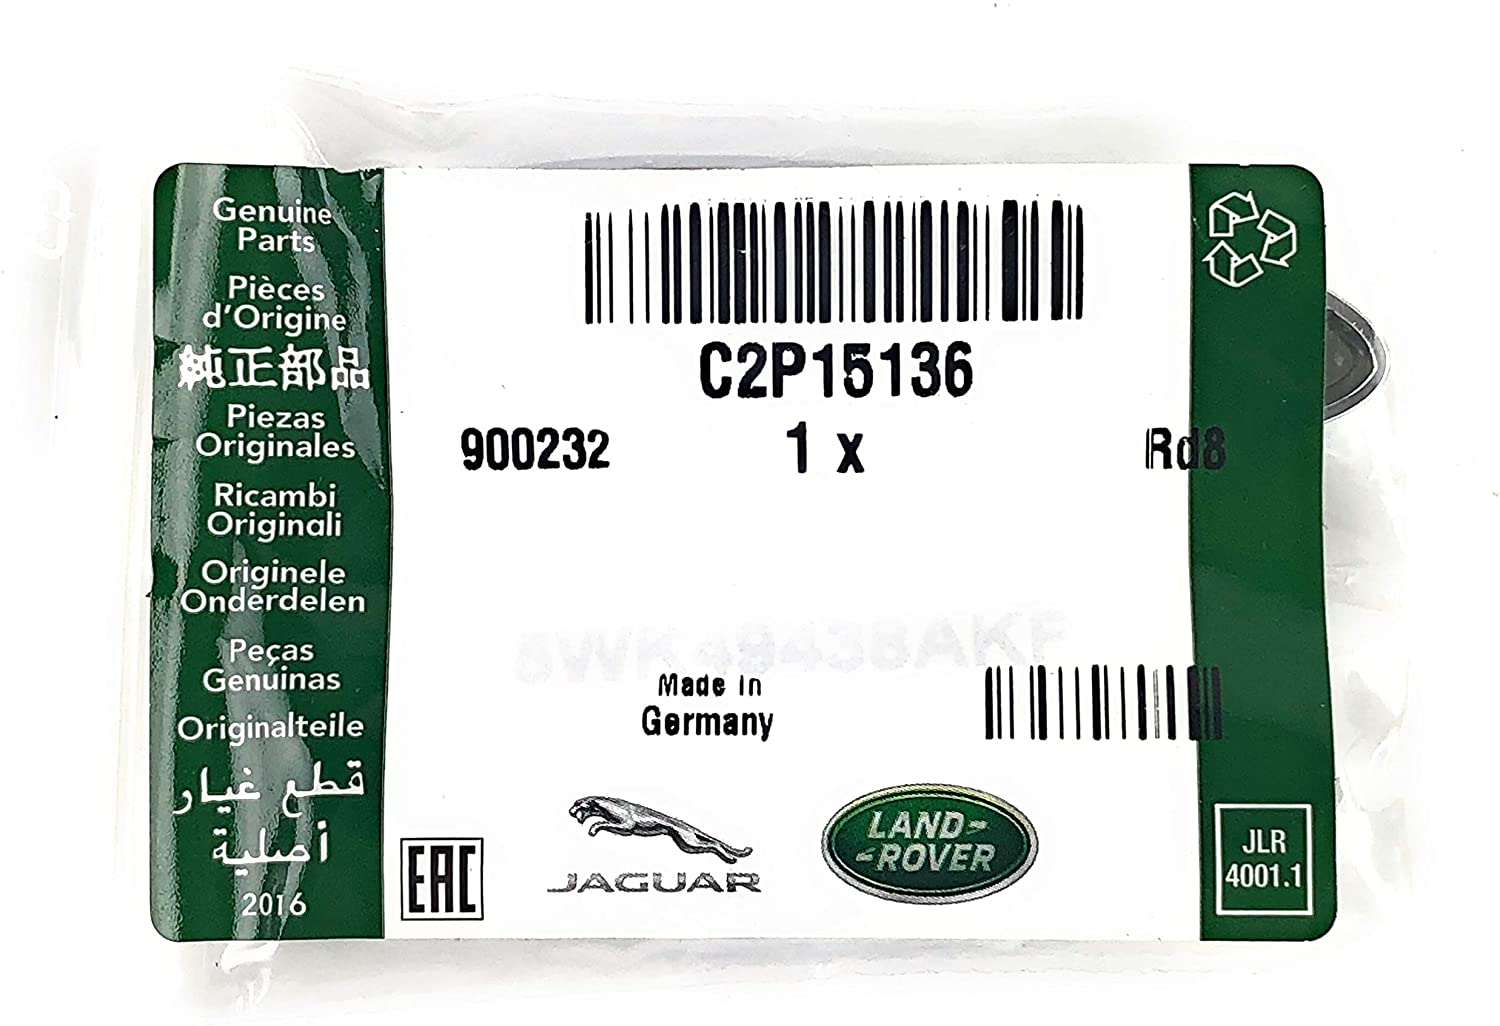 Genuine
Parts
Pièces
d'Origine
純正部品
Piezas
Originales
Ricambi
Originali
Originele
Onderdelen
Peças
Genuinas
Originalteile
قطع غيار
أصلية
2016
C2P15136
900232 1 x Rd8
Made in
Germany
EAC
JAGUAR
LAND-
-ROVER
JLR
4001.1